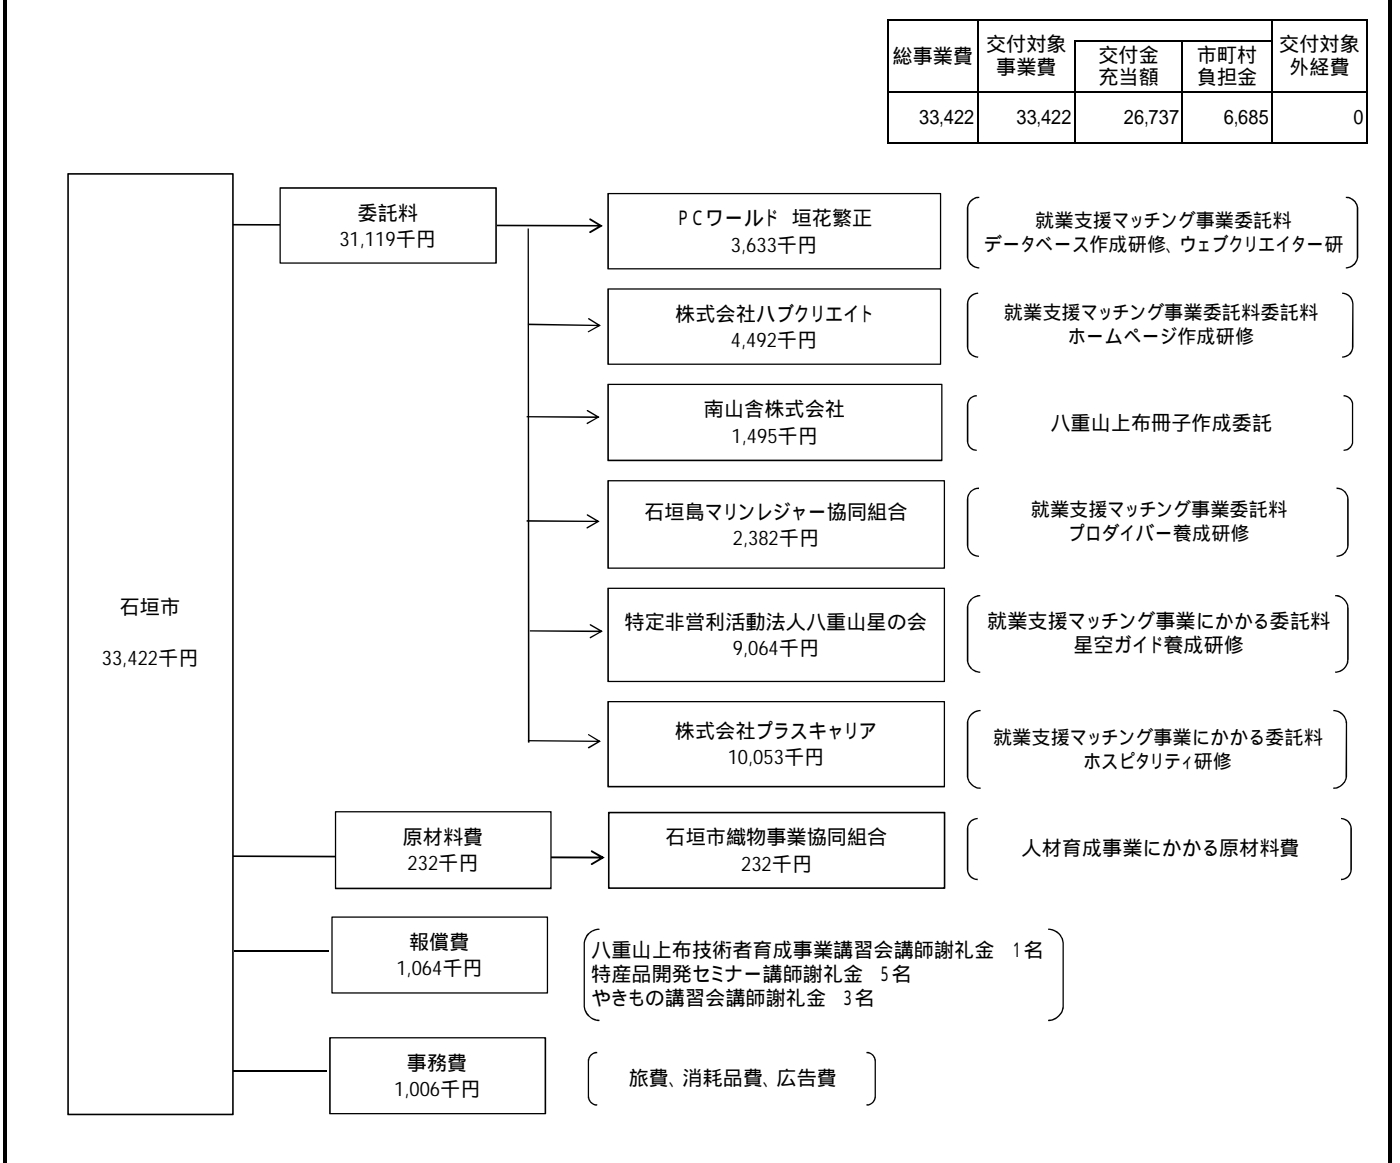 総事業費
交付対象
事業費
交付金
充当額
市町村
負担金
交付対象
外経費
33,422
33,422
26,737
6,685
0
石垣市
33,422千円
委託料
31,119千円
PCワールド 垣花繁正
3,633千円
就業支援マッチング事業委託料
データベース作成研修、ウェブクリエイター研
株式会社ハブクリエイト
4,492千円
就業支援マッチング事業委託料委託料
ホームページ作成研修
南山舎株式会社
1,495千円
八重山上布冊子作成委託
石垣島マリンレジャー協同組合
2,382千円
就業支援マッチング事業委託料
プロダイバー養成研修
特定非営利活動法人八重山星の会
9,064千円
就業支援マッチング事業にかかる委託料
星空ガイド養成研修
株式会社プラスキャリア
10,053千円
就業支援マッチング事業にかかる委託料
ホスピタリティ研修
原材料費
232千円
石垣市織物事業協同組合
232千円
人材育成事業にかかる原材料費
報償費
1,064千円
八重山上布技術者育成事業講習会講師謝礼金 1名
特産品開発セミナー講師謝礼金 5名
やきもの講習会講師謝礼金 3名
事務費
1,006千円
旅費、消耗品費、広告費